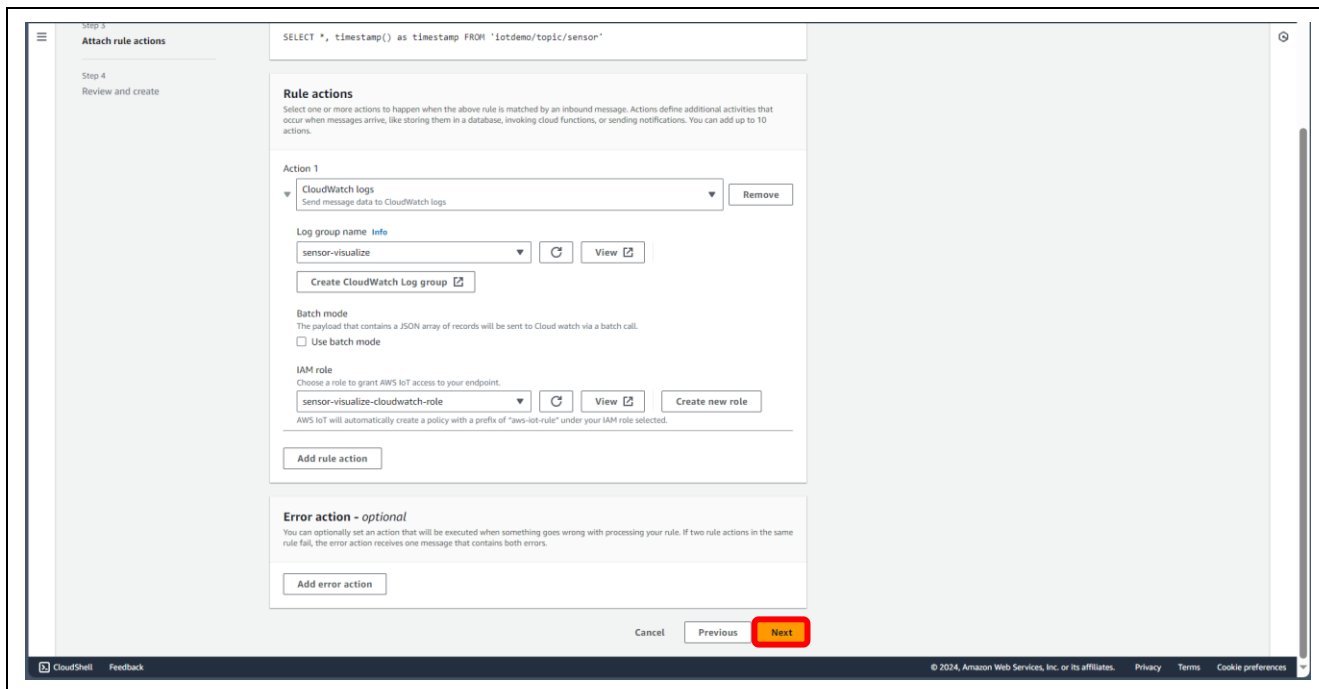 Step 3
Attach rule actions
Step 4
Review and create
SELECT *, timestamp() as timestamp FROM 'iotdemo/topic/sensor'
Rule actions
Select one or more actions to happen when the above rule is matched by an inbound message. Actions define additional activities that
occur when messages arrive, like storing them in a database, invoking cloud functions, or sending notifications. You can add up to 10
actions.
Action 1
CloudWatch logs
Send message data to CloudWatch logs
Remove
Log group name Info
sensor-visualize
View
Create CloudWatch Log group
Batch mode
The payload that contains a JSON array of records will be sent to Cloud watch via a batch call.
Use batch mode
IAM role
Choose a role to grant AWS IoT access to your endpoint.
sensor-visualize-cloudwatch-role
View
Create new role
AWS IoT will automatically create a policy with a prefix of "aws-iot-rule" under your IAM role selected.
Add rule action
Error action - optional
You can optionally set an action that will be executed when something goes wrong with processing your rule. If two rule actions in the same
rule fail, the error action receives one message that contains both errors.
Add error action
Cancel
Previous
Next
CloudShell
Feedback
© 2024, Amazon Web Services, Inc. or its affiliates.
Privacy
Terms
Cookie preferences